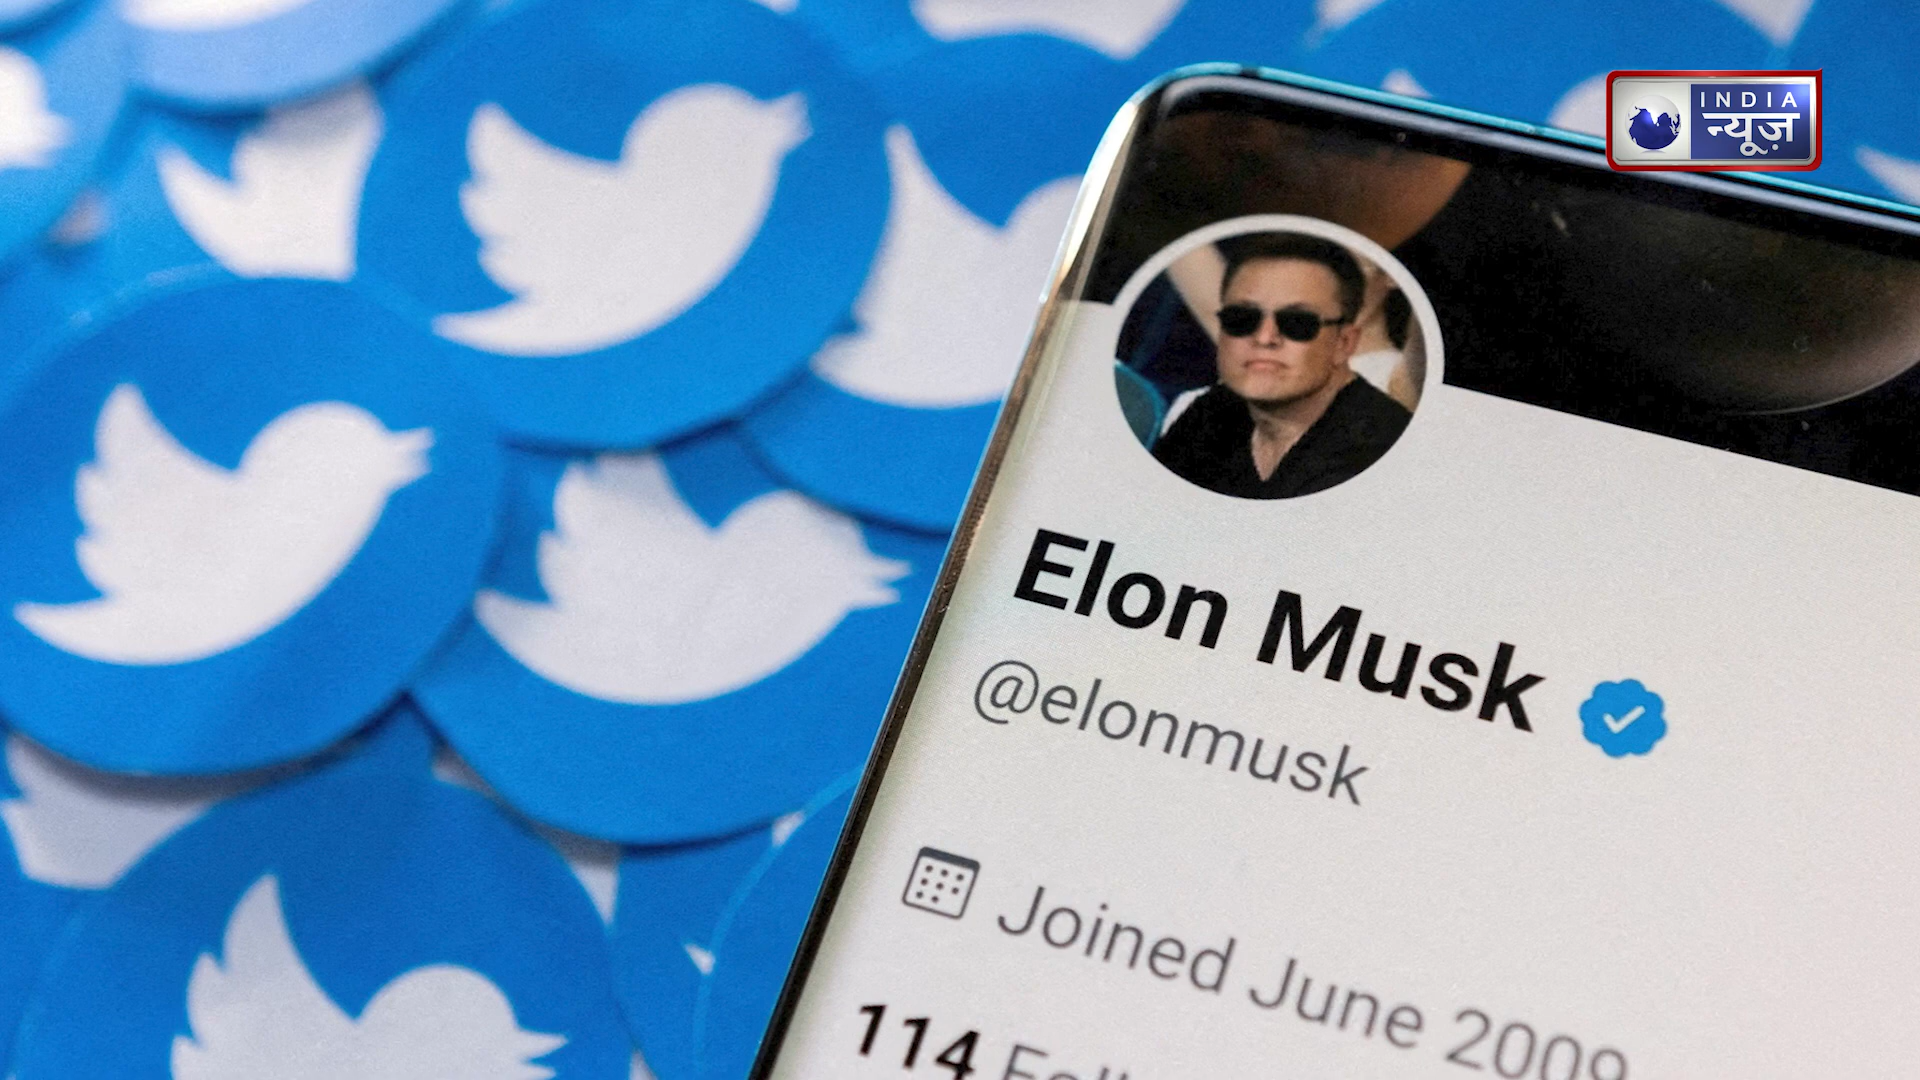 INDIA
न्यूज़
Elon Musk
@elonmusk
Joined June 2009
114